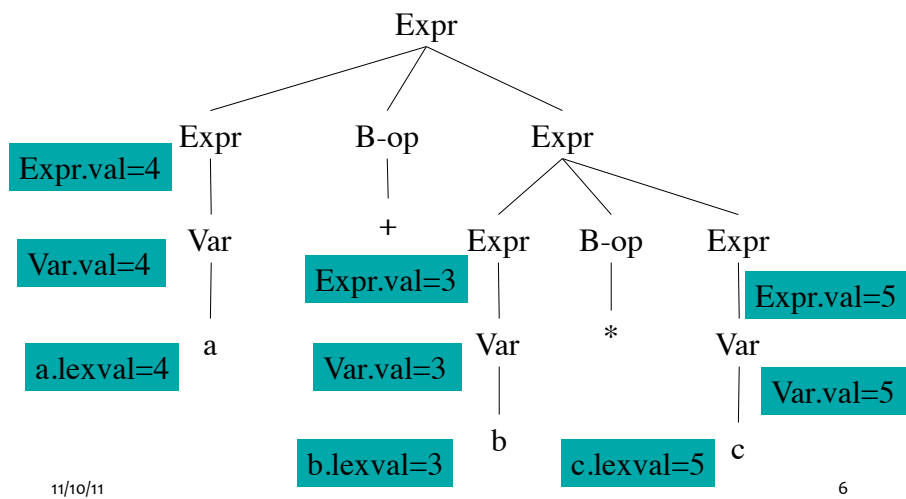 Expr
Expr B-op Expr
Expr.val=4
Var + Expr B-op Expr
Var.val=4 Expr.val=3 Expr.val=5
a Var * Var
a.lexval=4 Var.val=3 Var.val=5
b c
b.lexval=3 c.lexval=5
11/10/11 6